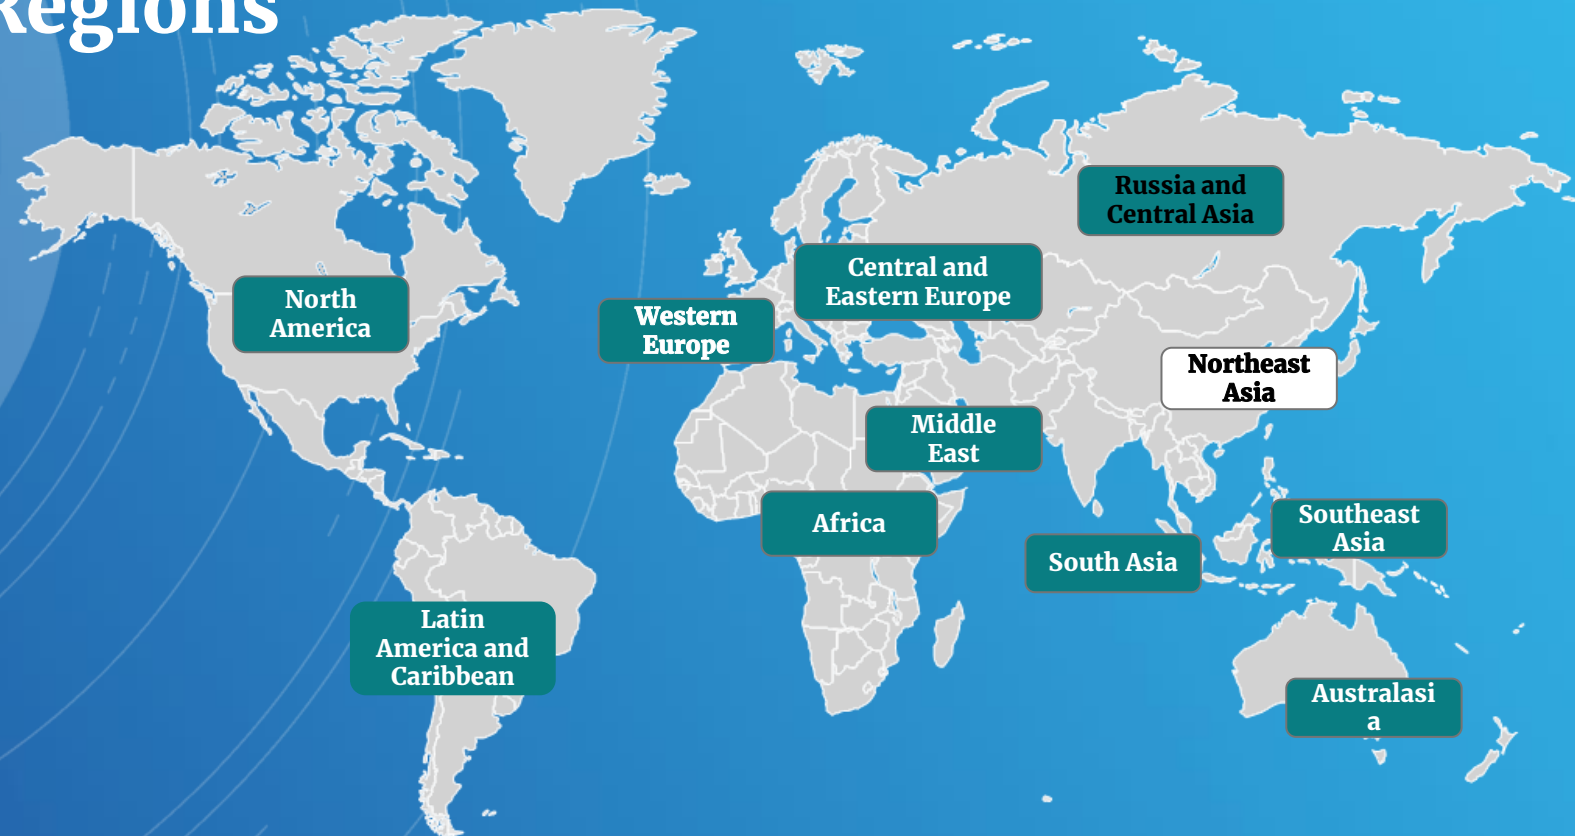 Regions
Russia and
Central Asia
Central and
Eastern Europe
North
America
Western
Europe
Northeast
Asia
Middle
East
Africa
Southeast
Asia
South Asia
Latin
America and
Caribbean
Australasi
a